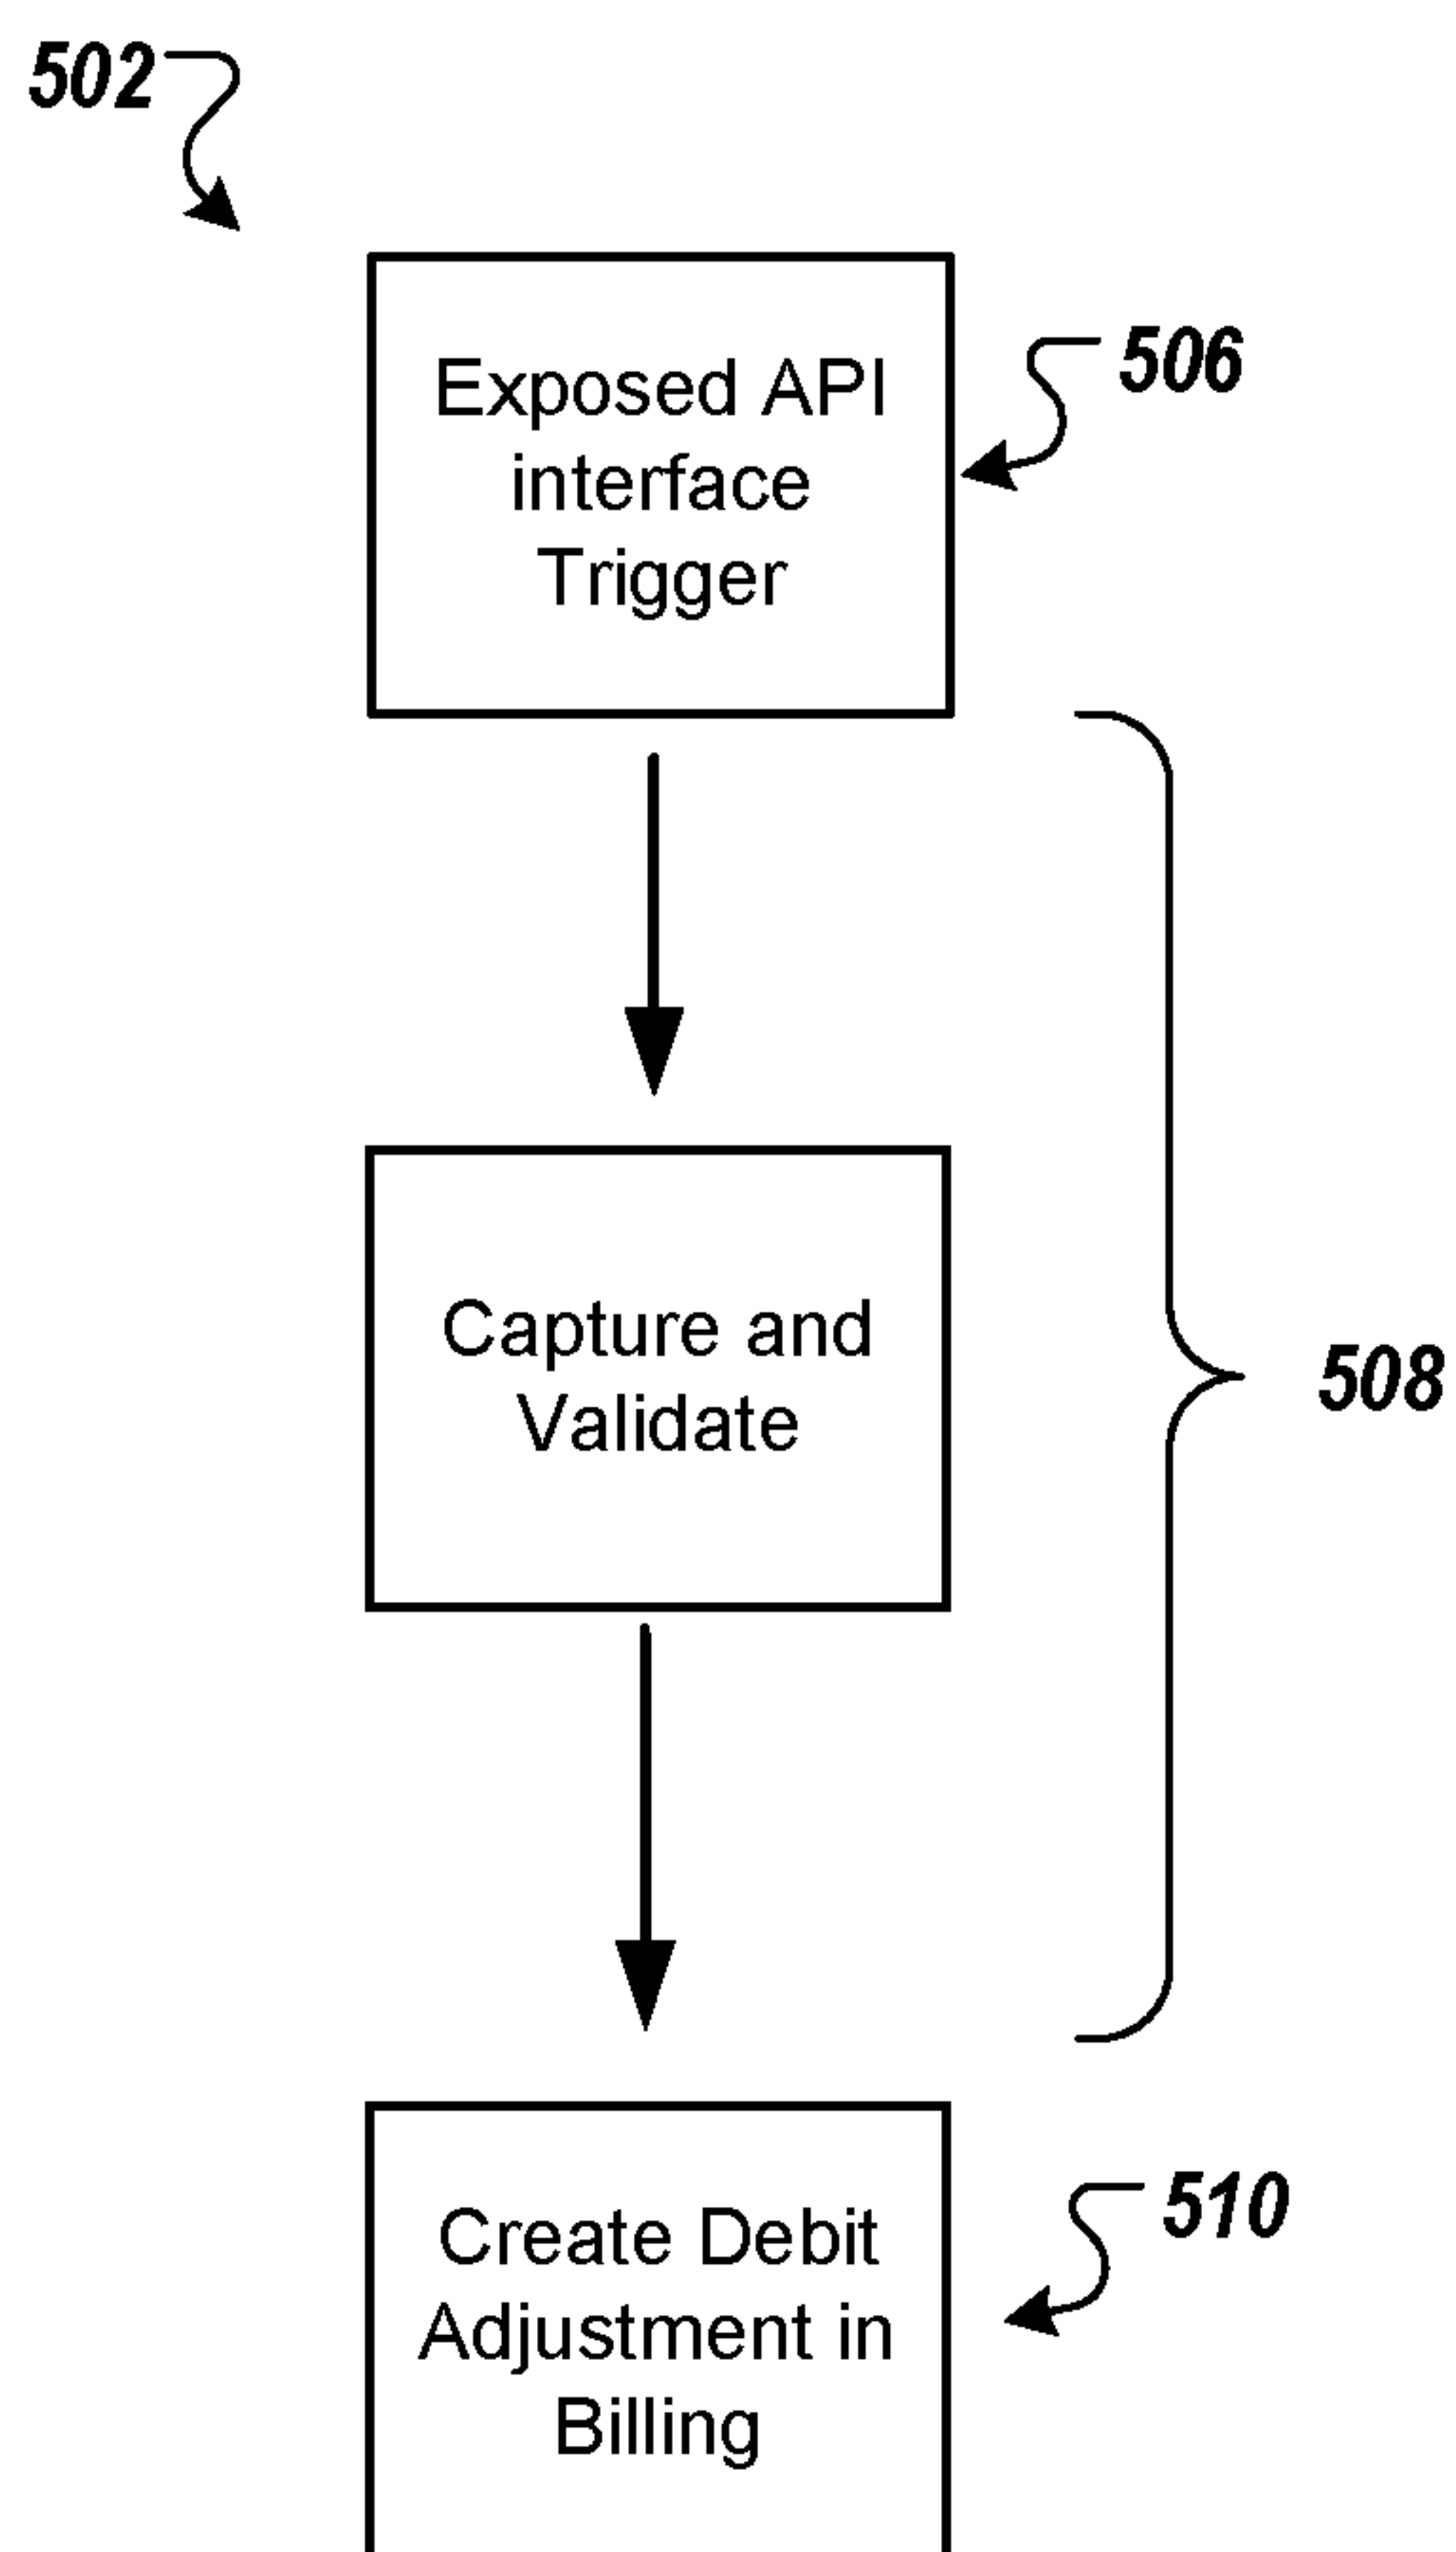 502
Exposed API
interface
Trigger
506
Capture and
Validate
508
Create Debit
Adjustment in
Billing
510